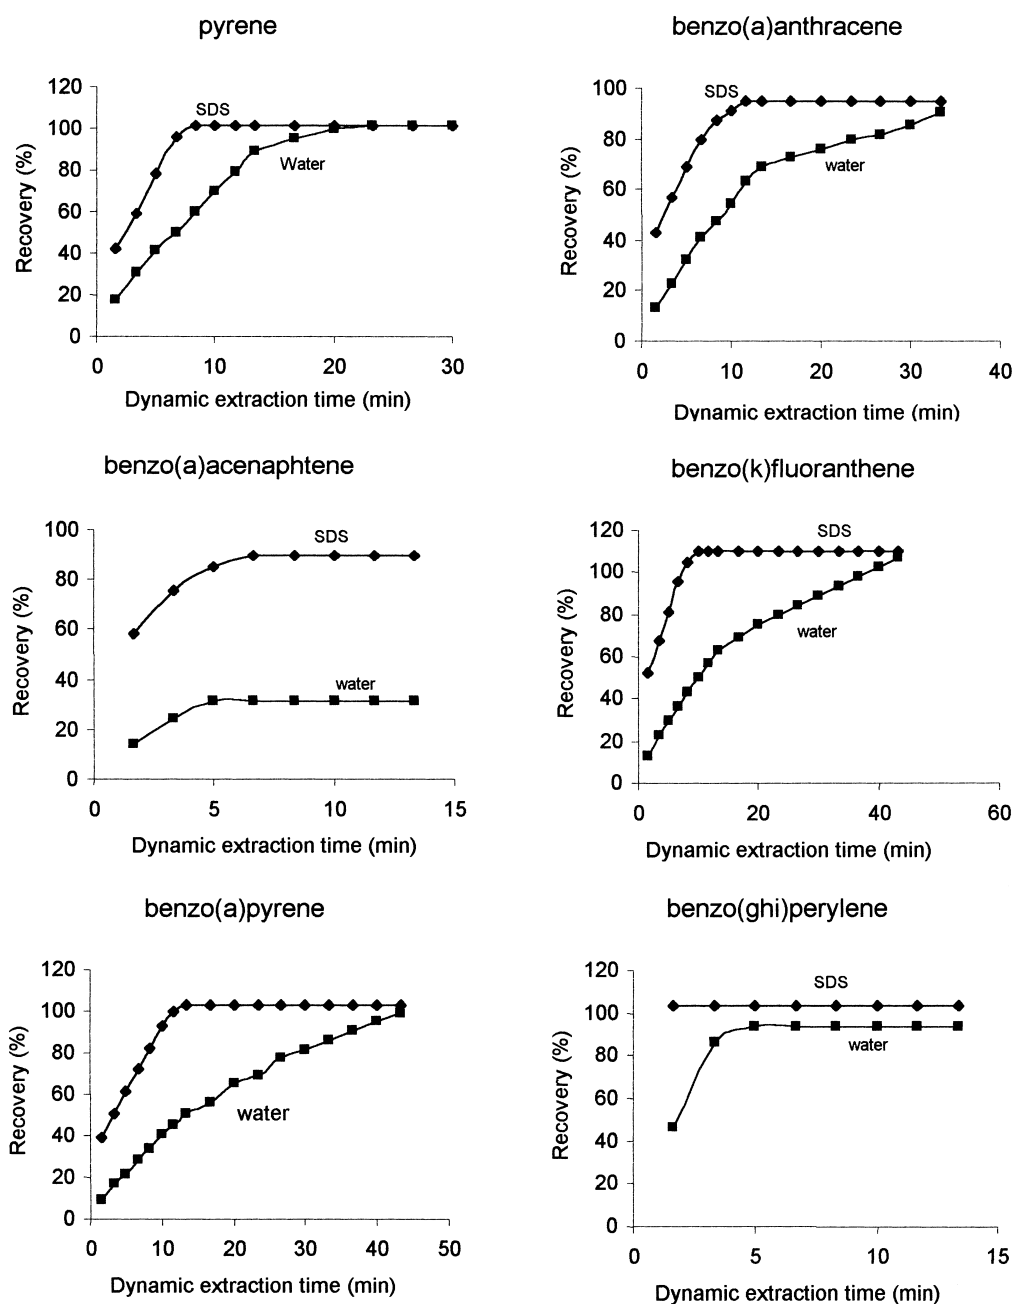 pyrene
120
100
80
60
40
20
0
Recovery (%)
SDS
Water
0 10 20 30
Dynamic extraction time (min)
benzo(a)anthracene
100
80
60
40
20
0
Recovery (%)
SDS
water
0 10 20 30 40
Dynamic extraction time (min)
benzo(a)acenaphtene
100
80
60
40
20
0
Recovery (%)
SDS
water
0 5 10 15
Dynamic extraction time (min)
benzo(k)fluoranthene
120
100
80
60
40
20
0
Recovery (%)
SDS
water
0 20 40 60
Dynamic extraction time (min)
benzo(a)pyrene
120
100
80
60
40
20
0
Recovery (%)
water
0 10 20 30 40 50
Dynamic extraction time (min)
benzo(ghi)perylene
120
100
80
60
40
20
0
Recovery (%)
SDS
water
0 5 10 15
Dynamic extraction time (min)